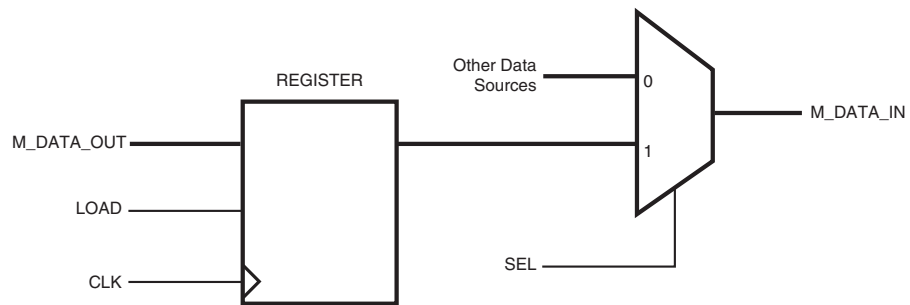 Other Data
Sources
0
REGISTER
M_DATA_IN
M_DATA_OUT
1
LOAD
SEL
CLK